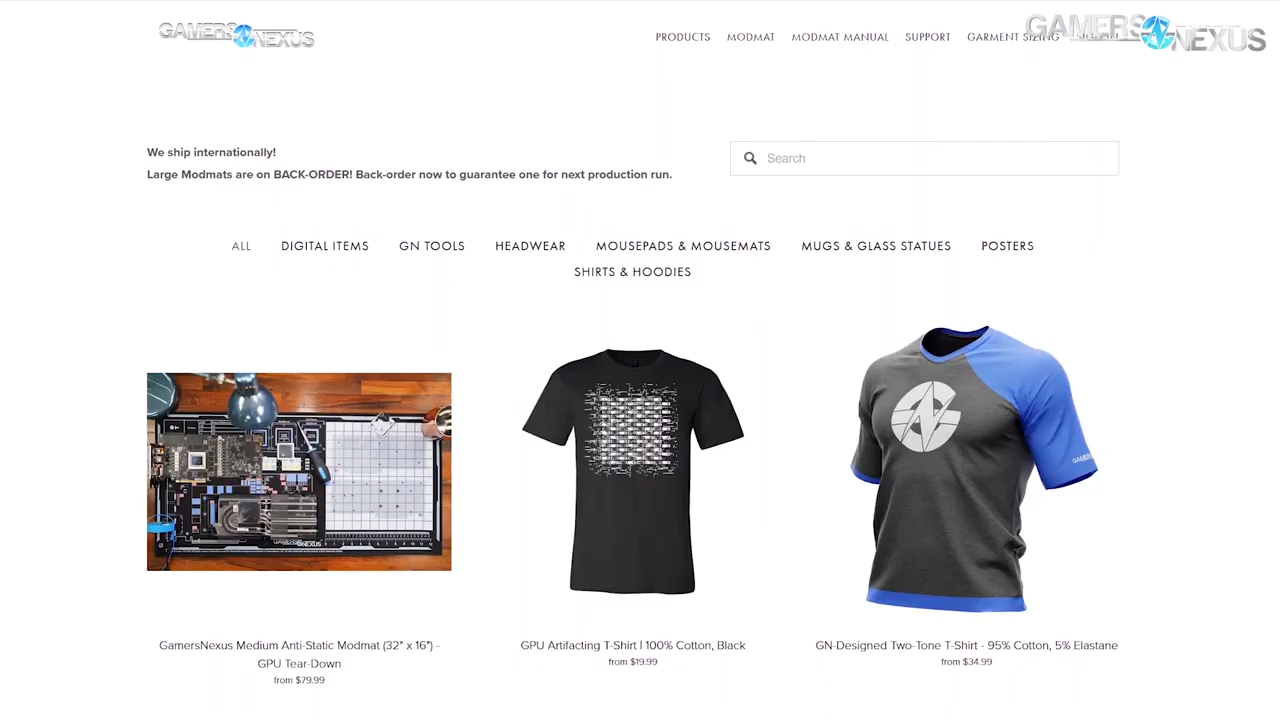 GAMERS NEXUS
PRODUCTS MODMAT MODMAT MANUAL SUPPORT GARMENT SIZING
GAMERS NEXUS
We ship internationally!
Large Modmats are on BACK-ORDER! Back-order now to guarantee one for next production run.
Search
ALL DIGITAL ITEMS GN TOOLS HEADWEAR MOUSEPADS & MOUSEMATS MUGS & GLASS STATUES POSTERS
SHIRTS & HOODIES
GAMERS NEXUS
GamersNexus Medium Anti-Static Modmat (32" x 16") -
GPU Tear-Down
from $79.99
GPU Artifacting T-Shirt | 100% Cotton, Black
from $19.99
GN-Designed Two-Tone T-Shirt - 95% Cotton, 5% Elastane
from $34.99